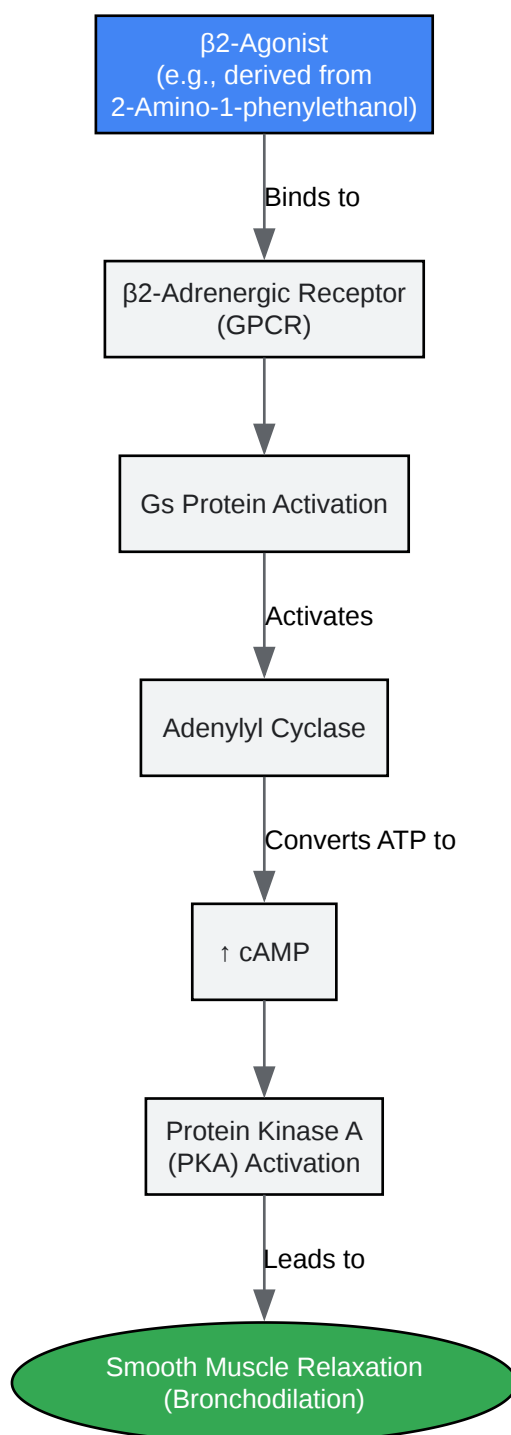 β2-Agonist
(e.g., derived from
2-Amino-1-phenylethanol)
Binds to
β2-Adrenergic Receptor
(GPCR)
Gs Protein Activation
Activates
Adenylyl Cyclase
Converts ATP to
↑ cAMP
Protein Kinase A
(PKA) Activation
Leads to
Smooth Muscle Relaxation
(Bronchodilation)